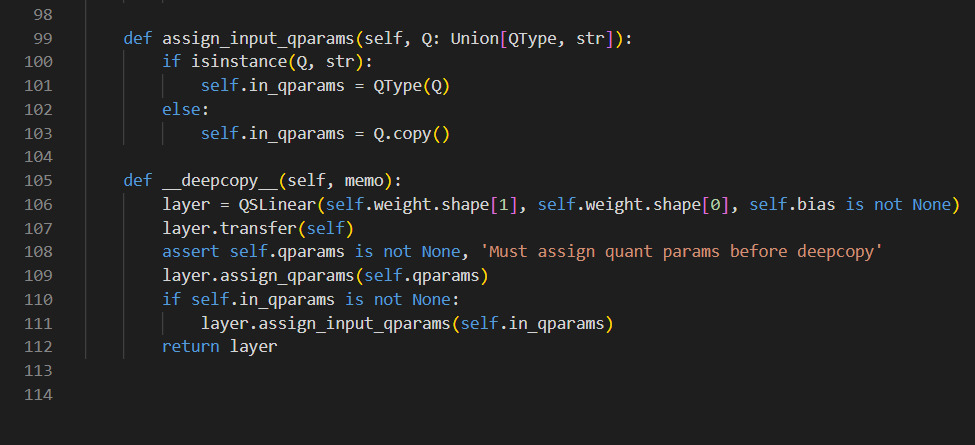 98
99 def assign_input_qparams(self, Q: Union[QType, str]):
100 if isinstance(Q, str):
101 self.in_qparams = QType(Q)
102 else:
103 self.in_qparams = Q.copy()
104
105 def __deepcopy__(self, memo):
106 layer = QSLinear(self.weight.shape[1], self.weight.shape[0], self.bias is not None)
107 layer.transfer(self)
108 assert self.qparams is not None, 'Must assign quant params before deepcopy'
109 layer.assign_qparams(self.qparams)
110 if self.in_qparams is not None:
111 layer.assign_input_qparams(self.in_qparams)
112 return layer
113
114